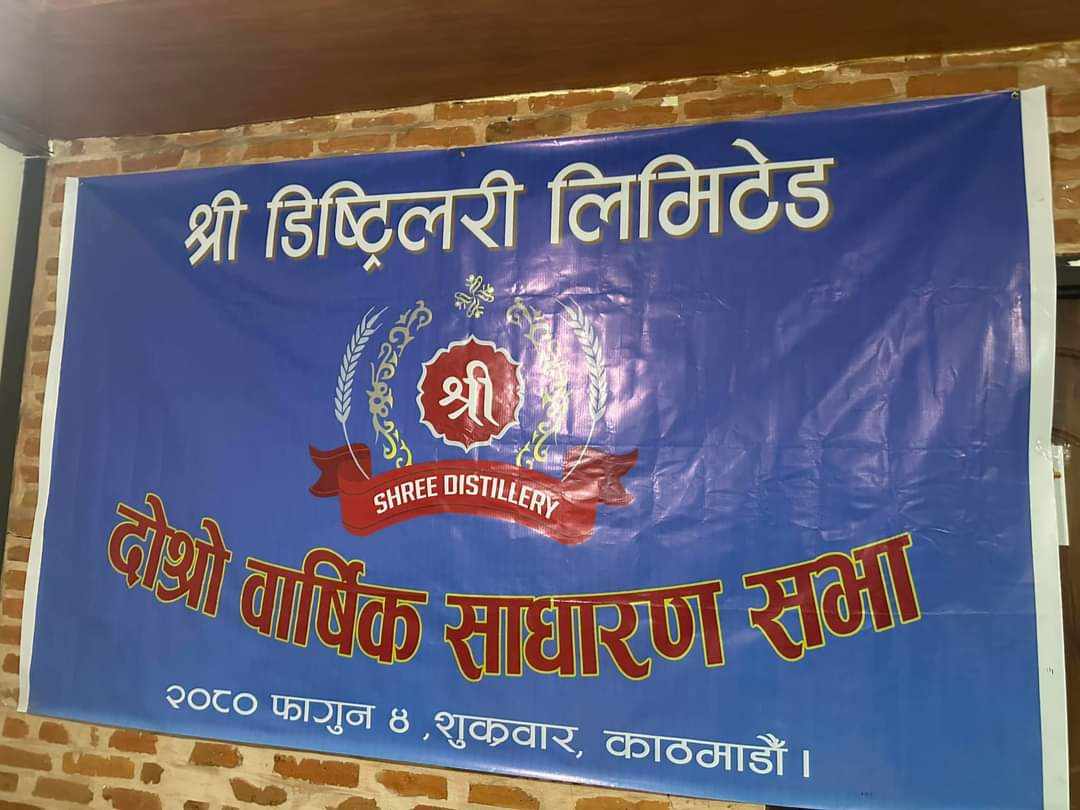 श्री डिष्ट्रिलरी लिमिटेड
श्री
SHREE DISTILLERY
दोश्रो वार्षिक साधारण सभा
२०८० फागुन ४ ,शुक्रवार, काठमाडौँ ।